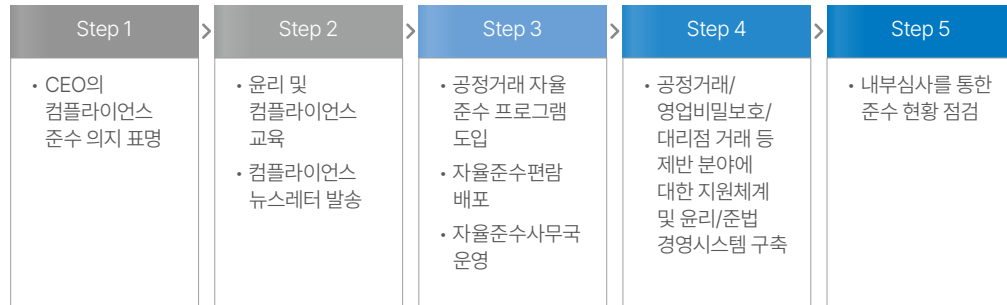 Step 1
• CEO의
컴플라이언스
준수 의지 표명
Step 2
• 윤리 및
컴플라이언스
교육
• 컴플라이언스
뉴스레터 발송
Step 3
• 공정거래 자율
준수 프로그램
도입
• 자율준수편람
배포
• 자율준수사무국
운영
Step 4
• 공정거래/
영업비밀보호/
대리점 거래 등
제반 분야에
대한 지원체계
및 윤리/준법
경영시스템 구축
Step 5
• 내부심사를 통한
준수 현황 점검